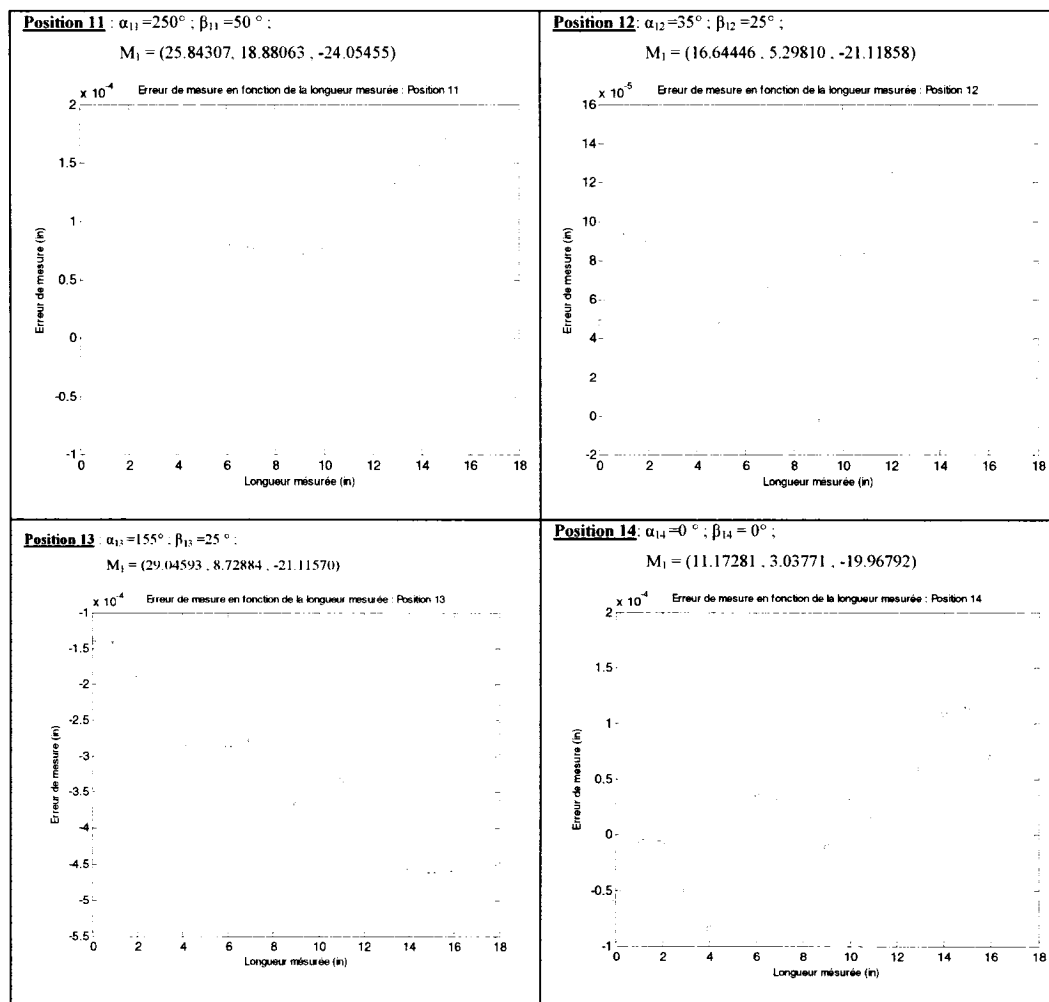 Position 11 : α11 =250° ; β11 =50 ° ;
M1 = (25.84307, 18.88063 , -24.05455)
x 10-4
Erreur de mesure en fonction de la longueur mesurée : Position 11
2
1.5
1
0.5
0
-0.5
-1
Erreur de mesure (in)
0 2 4 6 8 10 12 14 16 18
Longueur mésurée (in)
Position 12: α12 =35° ; β12 =25° ;
M1 = (16.64446 , 5.29810 , -21.11858)
x 10-5
Erreur de mesure en fonction de la longueur mesurée : Position 12
16
14
12
10
8
6
4
2
0
-2
Erreur de mesure (in)
0 2 4 6 8 10 12 14 16 18
Longueur mésurée (in)
Position 13 : α13 =155° ; β13 =25 ° ;
M1 = (29.04593 , 8.72884 , -21.11570)
x 10-4
Erreur de mesure en fonction de la longueur mesurée : Position 13
-1
-1.5
-2
-2.5
-3
-3.5
-4
-4.5
-5
-5.5
Erreur de mesure (in)
0 2 4 6 8 10 12 14 16 18
Longueur mésurée (in)
Position 14: α14 =0 ° ; β14 = 0° ;
M1 = (11.17281 , 3.03771 , -19.96792)
x 10-4
Erreur de mesure en fonction de la longueur mesurée : Position 14
2
1.5
1
0.5
0
-0.5
-1
Erreur de mesure (in)
0 2 4 6 8 10 12 14 16 18
Longueur mésurée (in)